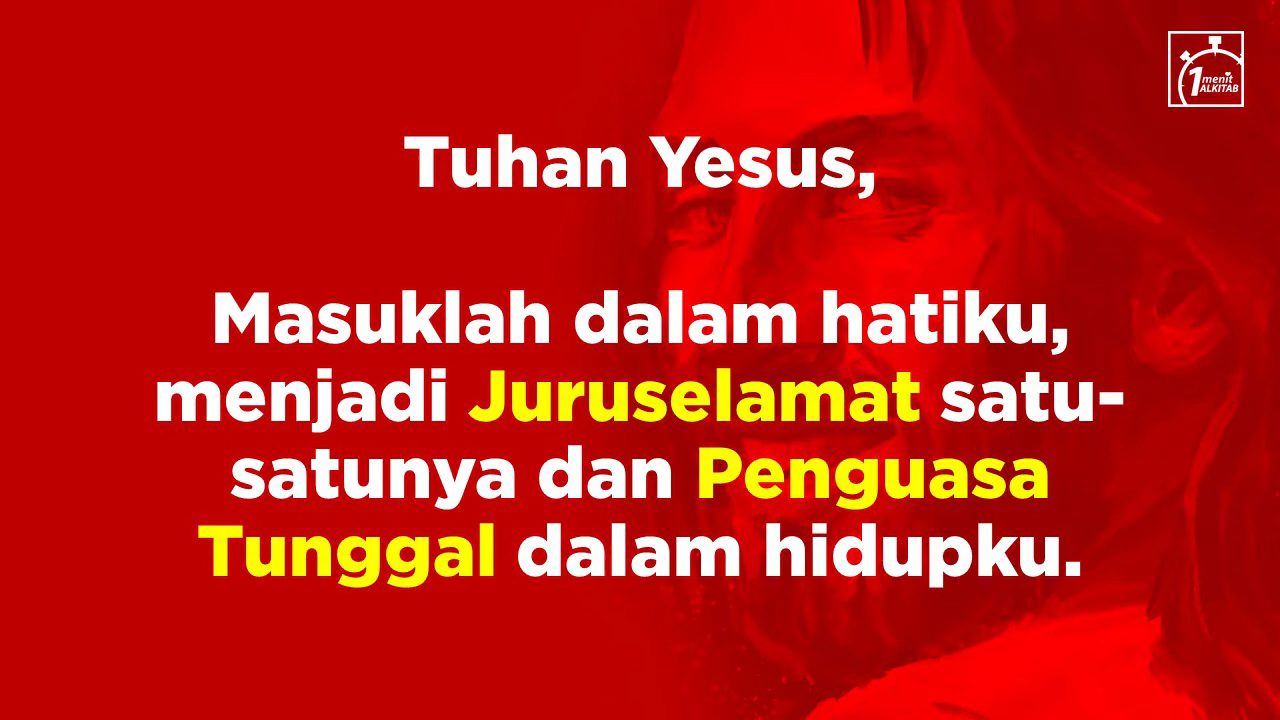 1 menit
ALKITAB
Tuhan Yesus,
Masuklah dalam hatiku,
menjadi Juruselamat satu-
satunya dan Penguasa
Tunggal dalam hidupku.